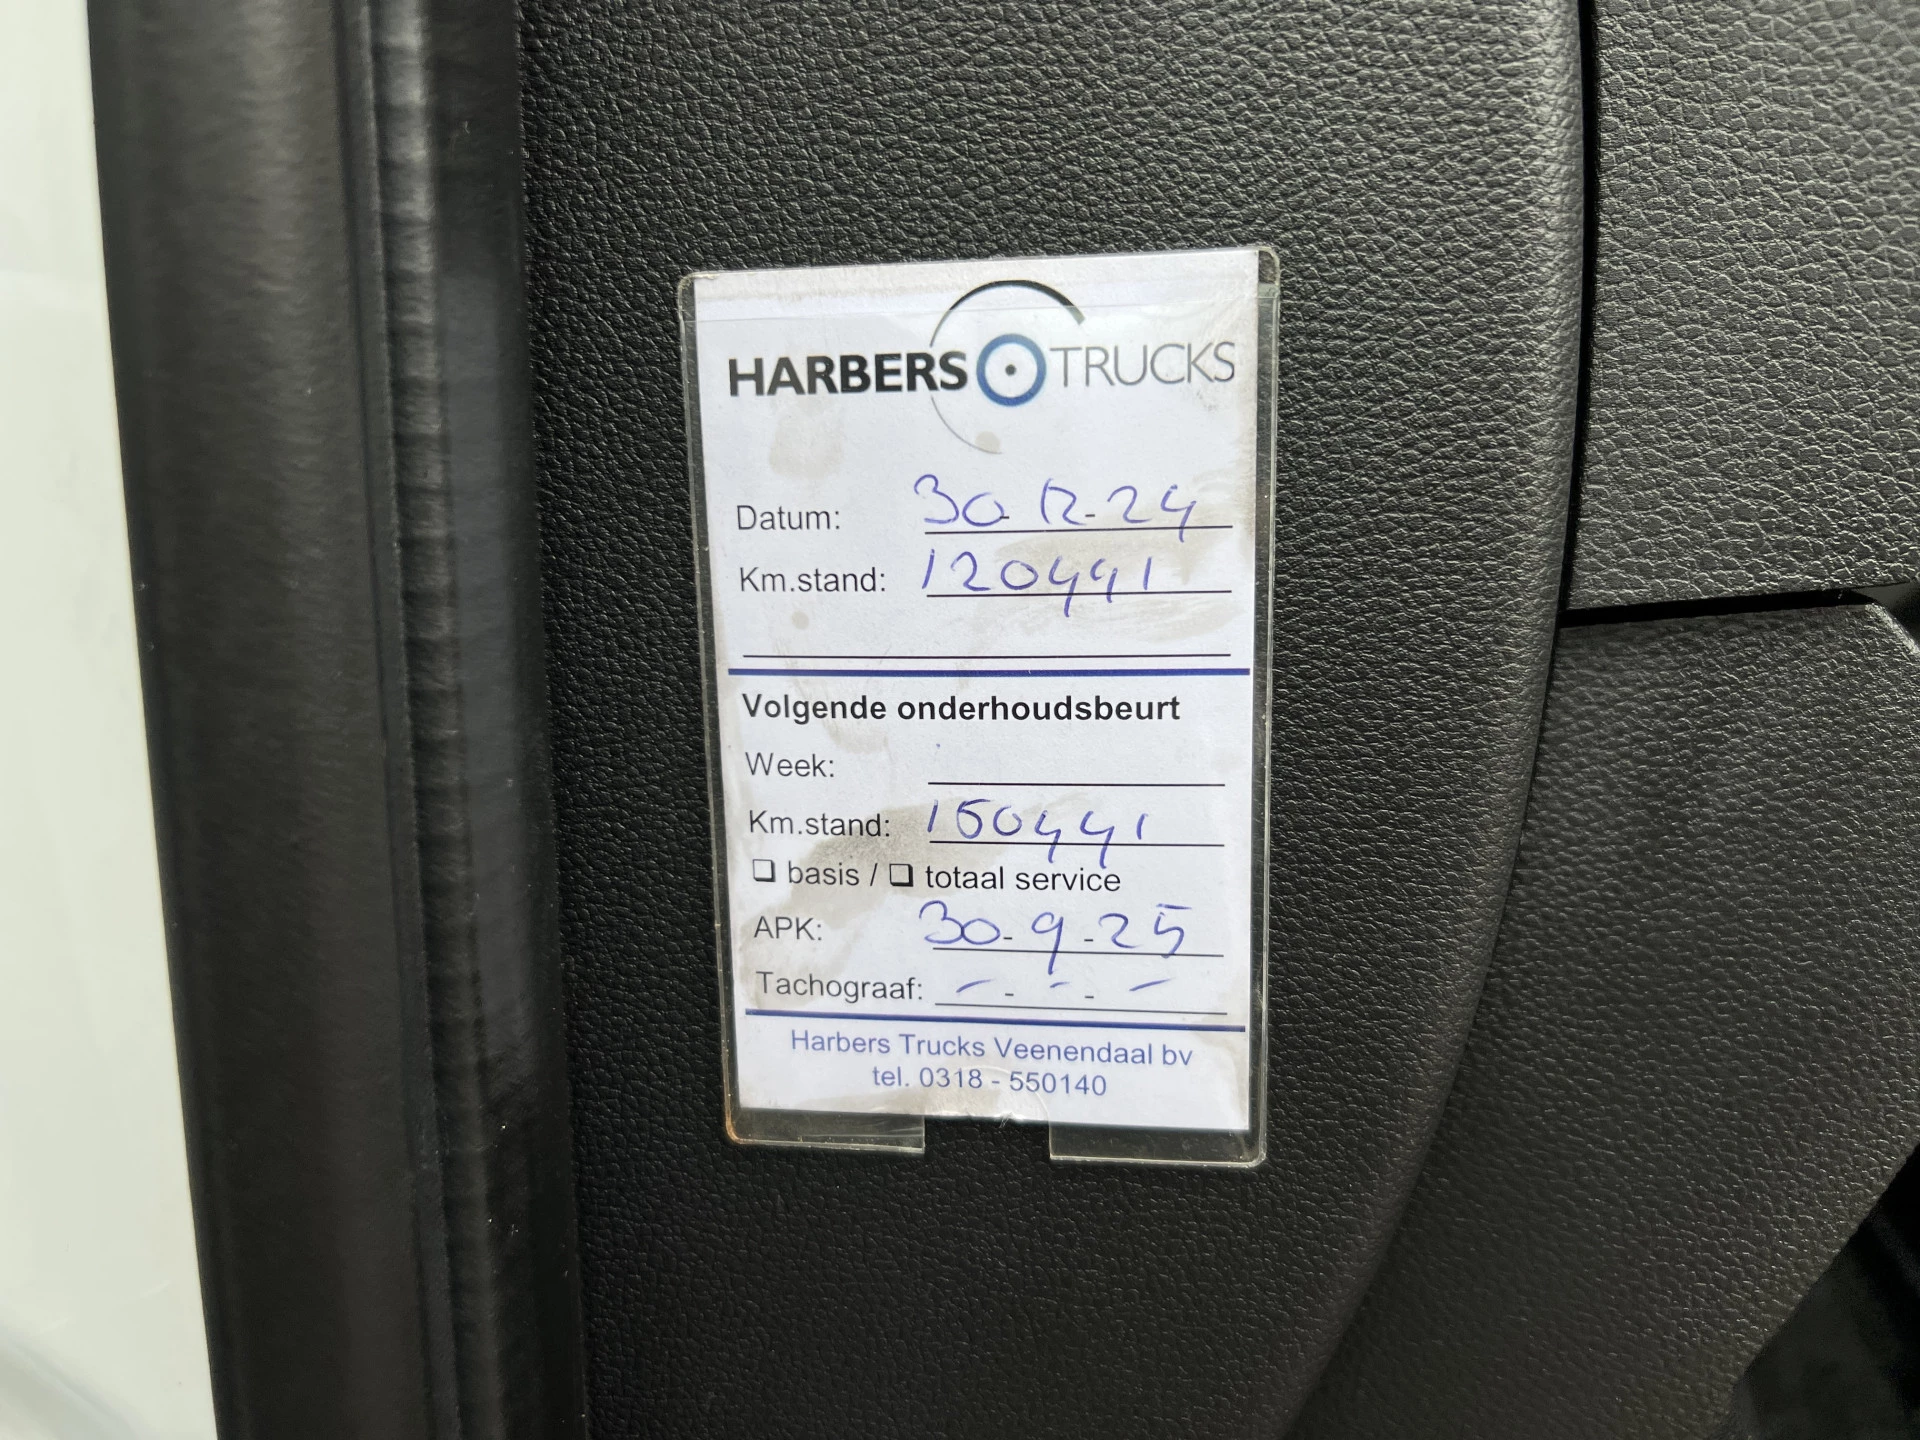 HARBERS TRUCKS
Datum: 30-12-24
Km.stand: 120441
Volgende onderhoudsbeurt
Week:
Km.stand: 160441
❑ basis / ❑ totaal service
APK: 30-9-25
Tachograaf: - - - - -
Harbers Trucks Veenendaal bv
tel. 0318 - 550140